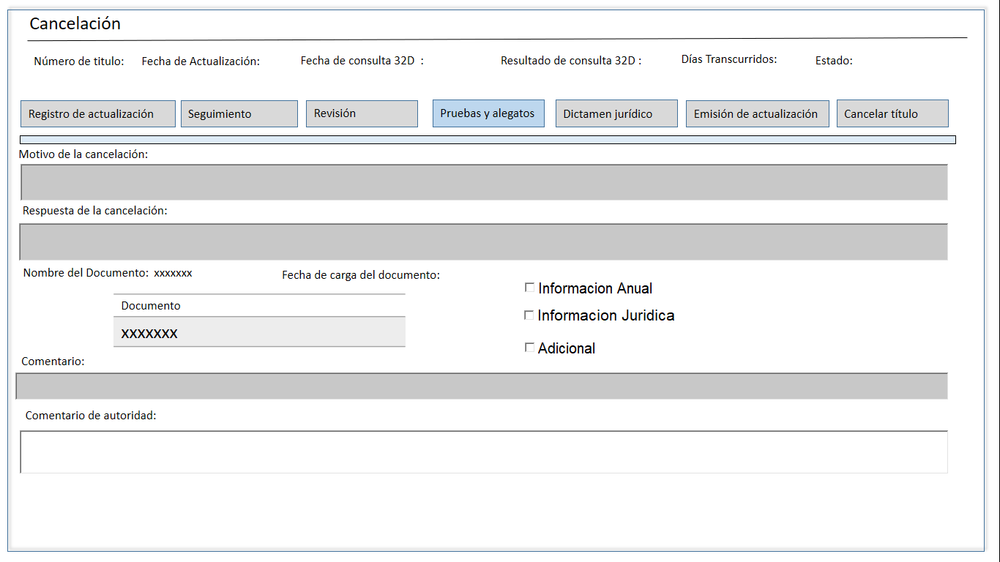 Cancelación
Número de titulo: Fecha de Actualización: Fecha de consulta 32D : Resultado de consulta 32D : Días Transcurridos: Estado:
Registro de actualización Seguimiento Revisión Pruebas y alegatos Dictamen jurídico Emisión de actualización Cancelar título
Motivo de la cancelación:
Respuesta de la cancelación:
Nombre del Documento: xxxxxxx Fecha de carga del documento:
Informacion Anual
Documento
Informacion Juridica
XXXXXXX
Adicional
Comentario:
Comentario de autoridad: